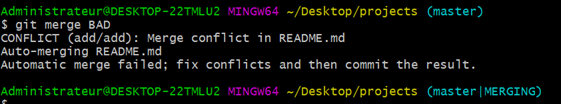 Administrateur@DESKTOP-22TMLU2 MINGW64 ~/Desktop/projects (master)
$ git merge BAD
CONFLICT (add/add): Merge conflict in README.md
Auto-merging README.md
Automatic merge failed; fix conflicts and then commit the result.
Administrateur@DESKTOP-22TMLU2 MINGW64 ~/Desktop/projects (master|MERGING)
$